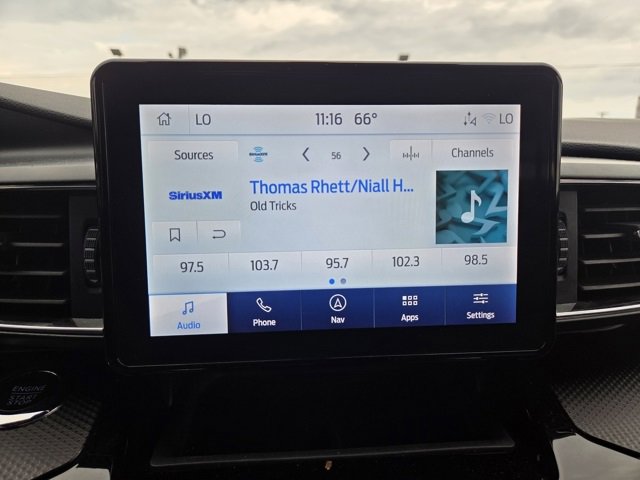 LO 11:16 66° LO
Sources SiriusXM 56 Channels
SiriusXM Thomas Rhett/Niall H...
Old Tricks
97.5 103.7 95.7 102.3 98.5
Audio Phone Nav Apps Settings
ENGINE
START
STOP